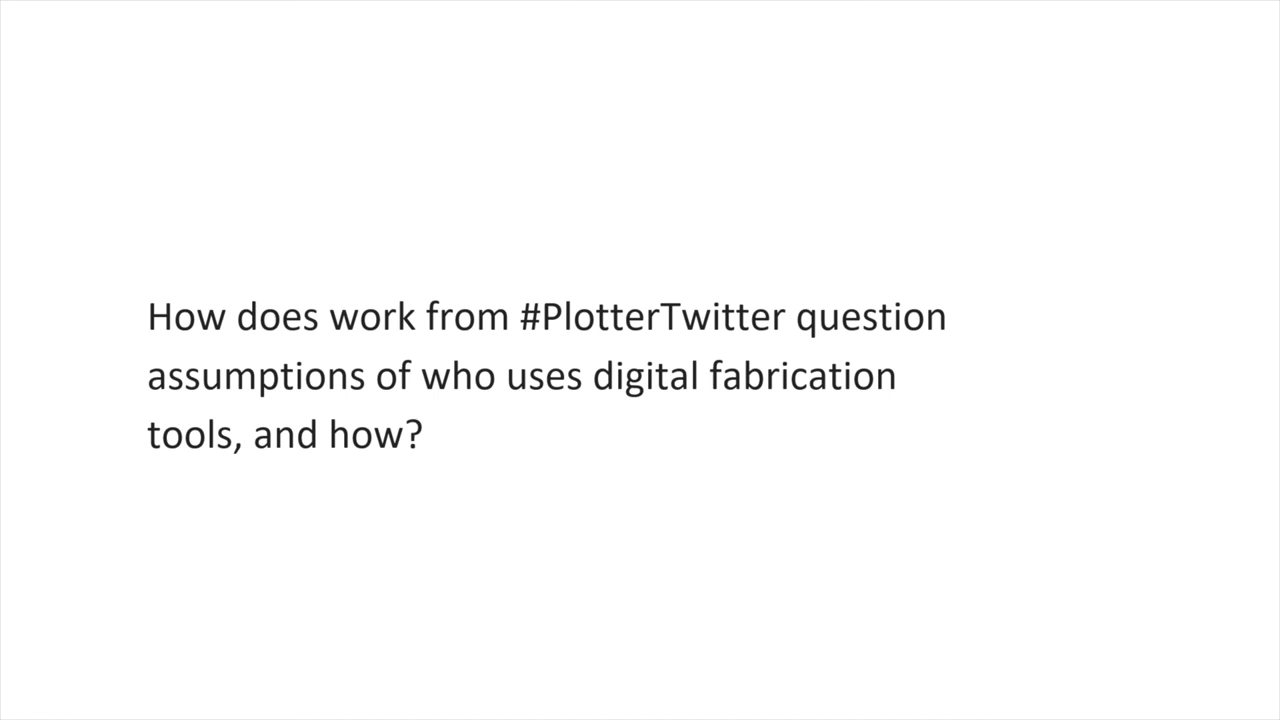 How does work from #PlotterTwitter question
assumptions of who uses digital fabrication
tools, and how?